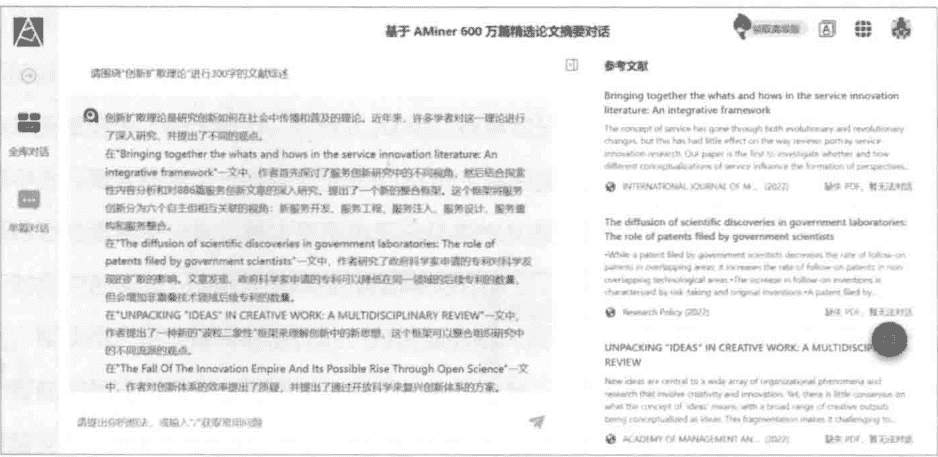 基于 AMiner 600 万篇精选论文摘要对话
全库对话
单篇对话
请围绕"创新扩散理论"进行300字的文献综述
创新扩散理论是研究创新如何在社会中传播和普及的理论。近年来，许多学者对这一理论进行
了深入研究，并提出了不同的观点。
在"Bringing together the whats and hows in the service innovation literature: An
integrative framework"一文中，作者首先探讨了服务创新研究中的不同视角，然后结合探索
性内容分析和对886篇服务创新文章的深入研究，提出了一个新的整合框架。这个框架将服务
创新分为六个自主但相互关联的视角：新服务开发、服务工程、服务注入、服务设计、服务重
构和服务整合。
在"The diffusion of scientific discoveries in government laboratories: The role of
patents filed by government scientists"一文中，作者研究了政府科学家申请的专利对科学发
现的扩散的影响。文章发现，政府科学家申请的专利可以降低在同一领域的后续专利的数量，
但会增加非重叠技术领域后续专利的数量。
在"UNPACKING "IDEAS" IN CREATIVE WORK: A MULTIDISCIPLINARY REVIEW"一文中，
作者提出了一种新的"波粒二象性"框架来理解创新中的新思想，这个框架可以整合组织研究中
的不同流派的观点。
在"The Fall Of The Innovation Empire And Its Possible Rise Through Open Science"一文
中，作者对创新体系的效率提出了质疑，并提出了通过开放科学来复兴创新体系的方案。
请提出你的想法，或输入"/"获取常用问题
参考文献
Bringing together the whats and hows in the service innovation
literature: An integrative framework
The concept of service has gone through both evolutionary and revolutionary
changes, but this has had little effect on the way reviews portray service
innovation research. Our paper is the first to investigate whether and how
different conceptualizations of service influence the formation of perspectives...
INTERNATIONAL JOURNAL OF M... (2022) 缺失 PDF，暂无法对话
The diffusion of scientific discoveries in government laboratories:
The role of patents filed by government scientists
•While a patent filed by government scientists decreases the rate of follow-on
patents in overlapping areas, it increases the rate of follow-on patents in non-
overlapping technological areas.•The increase in follow-on inventions is
characterized by risk-taking and original inventions.•A patent filed by...
Research Policy (2022) 缺失 PDF，暂无法对话
UNPACKING "IDEAS" IN CREATIVE WORK: A MULTIDISCIP
REVIEW
New ideas are central to a wide array of organizational phenomena and
research that involve creativity and innovation. Yet, there is little consensus on
what the concept of 'ideas' means, with a broad range of creative outputs
being conceptualized as ideas. This fragmentation makes it challenging to...
ACADEMY OF MANAGEMENT AN... (2022) 缺失 PDF，暂无法对话